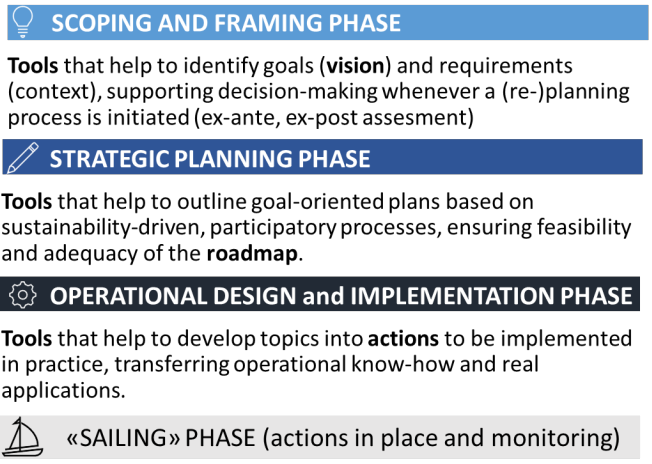 SCOPING AND FRAMING PHASE
Tools that help to identify goals (vision) and requirements
(context), supporting decision-making whenever a (re-)planning
process is initiated (ex-ante, ex-post assesment)
STRATEGIC PLANNING PHASE
Tools that help to outline goal-oriented plans based on
sustainability-driven, participatory processes, ensuring feasibility
and adequacy of the roadmap.
OPERATIONAL DESIGN and IMPLEMENTATION PHASE
Tools that help to develop topics into actions to be implemented
in practice, transferring operational know-how and real
applications.
«SAILING» PHASE (actions in place and monitoring)